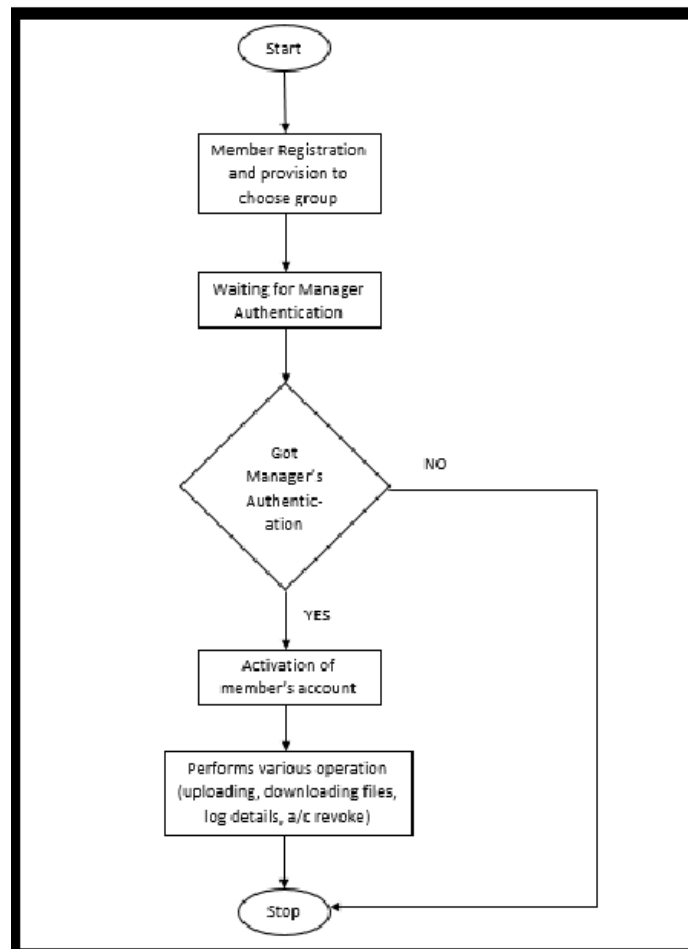 Start
Member Registration
and provision to
choose group
Waiting for Manager
Authentication
Got
Manager's
Authentic-
ation
NO
YES
Activation of
member's account
Performs various operation
(uploading, downloading files,
log details, a/c revoke)
Stop